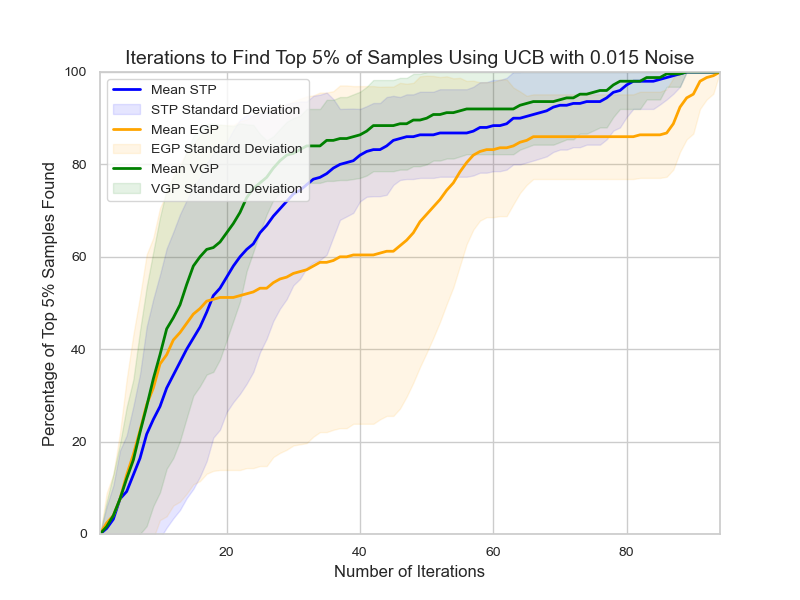 Iterations to Find Top 5% of Samples Using UCB with 0.015 Noise
100
80
60
40
20
0
Percentage of Top 5% Samples Found
Mean STP
STP Standard Deviation
Mean EGP
EGP Standard Deviation
Mean VGP
VGP Standard Deviation
20 40 60 80
Number of Iterations